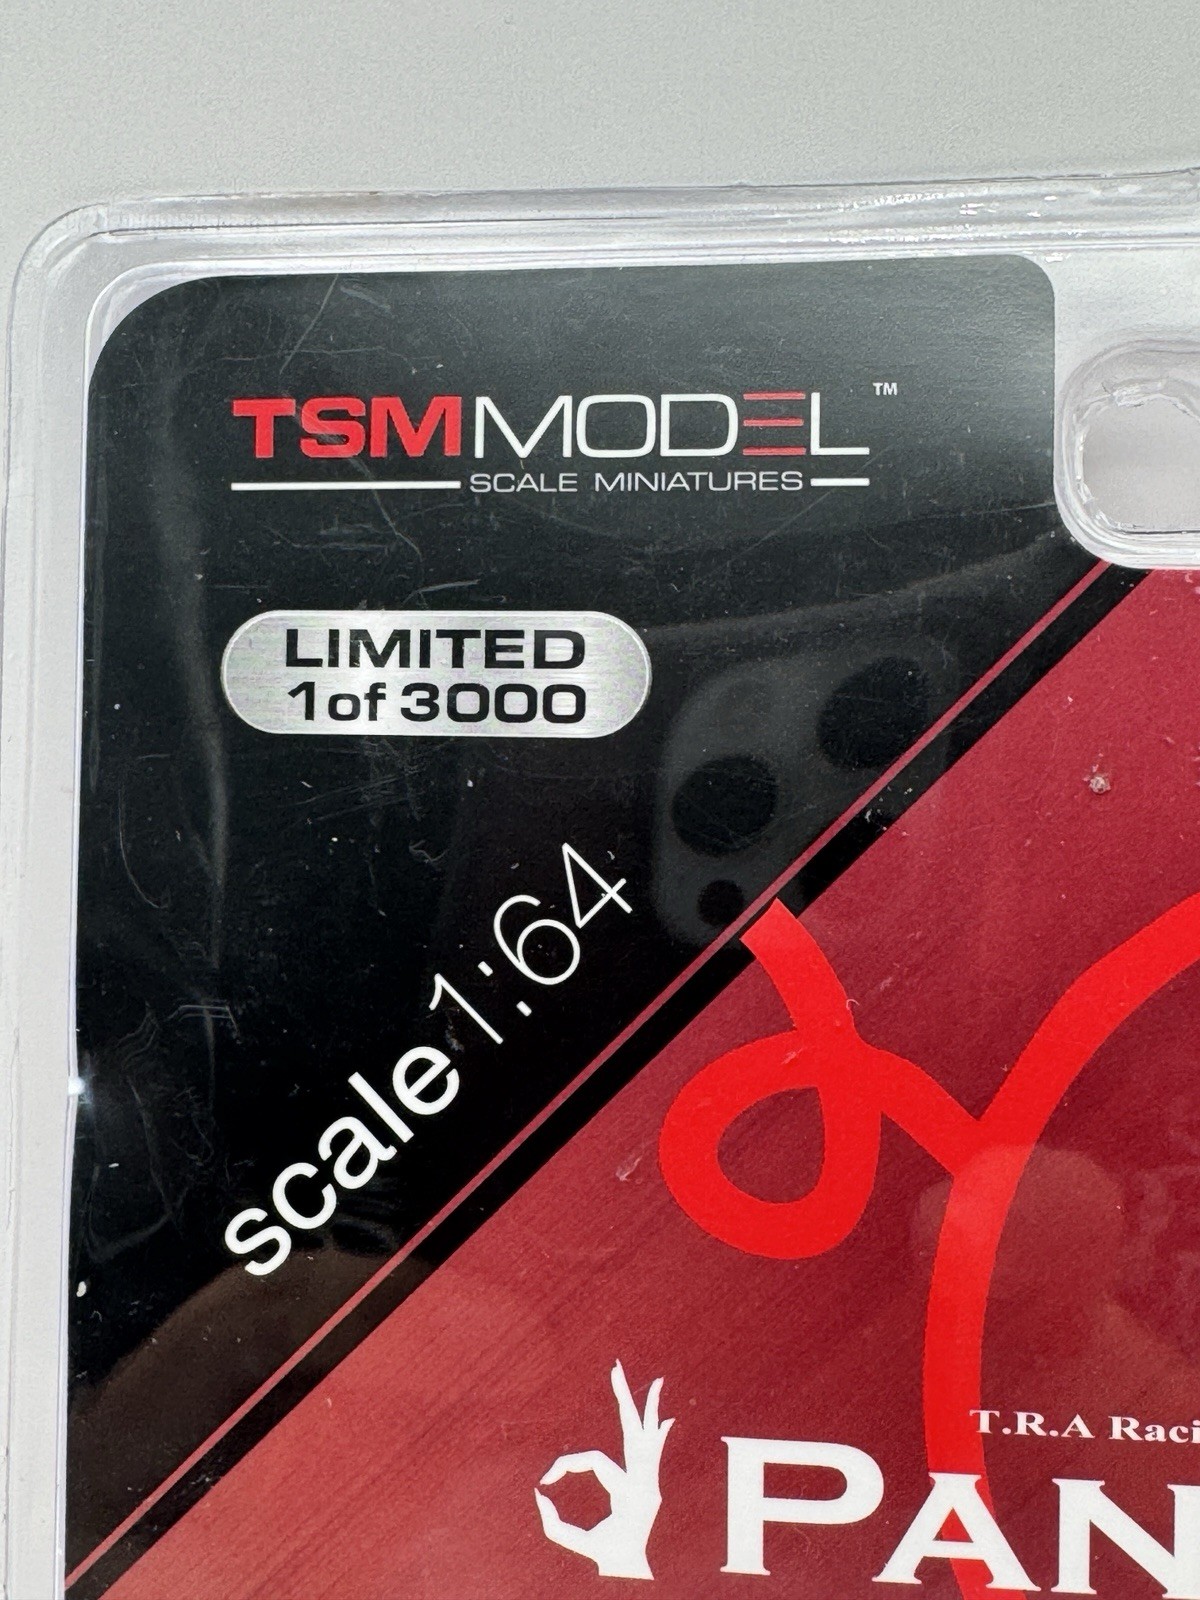 TSMMODEL™
SCALE MINIATURES
LIMITED
1of 3000
scale 1:64
T.R.A Raci
PAN